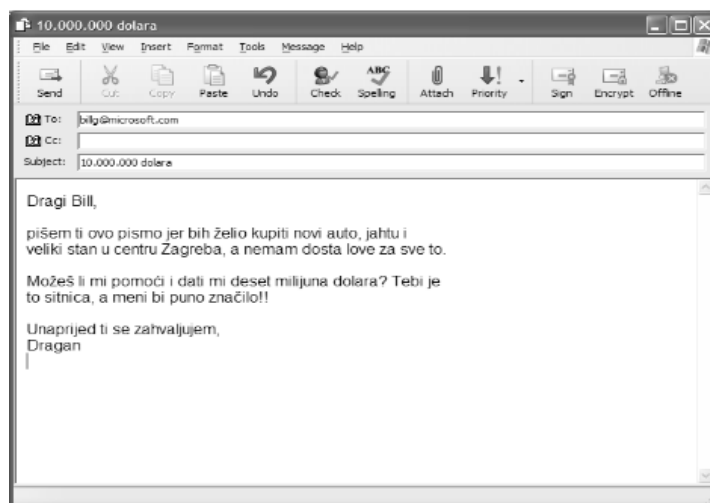 10.000.000 dolara
File Edit View Insert Format Tools Message Help
Send Cut Copy Paste Undo Check Spelling Attach Priority Sign Encrypt Offline
To: billg@microsoft.com
Cc:
Subject: 10.000.000 dolara
Dragi Bill,
pišem ti ovo pismo jer bih želio kupiti novi auto, jahtu i
veliki stan u centru Zagreba, a nemam dosta love za sve to.
Možeš li mi pomoći i dati mi deset milijuna dolara? Tebi je
to sitnica, a meni bi puno značilo!!
Unaprijed ti se zahvaljujem,
Dragan